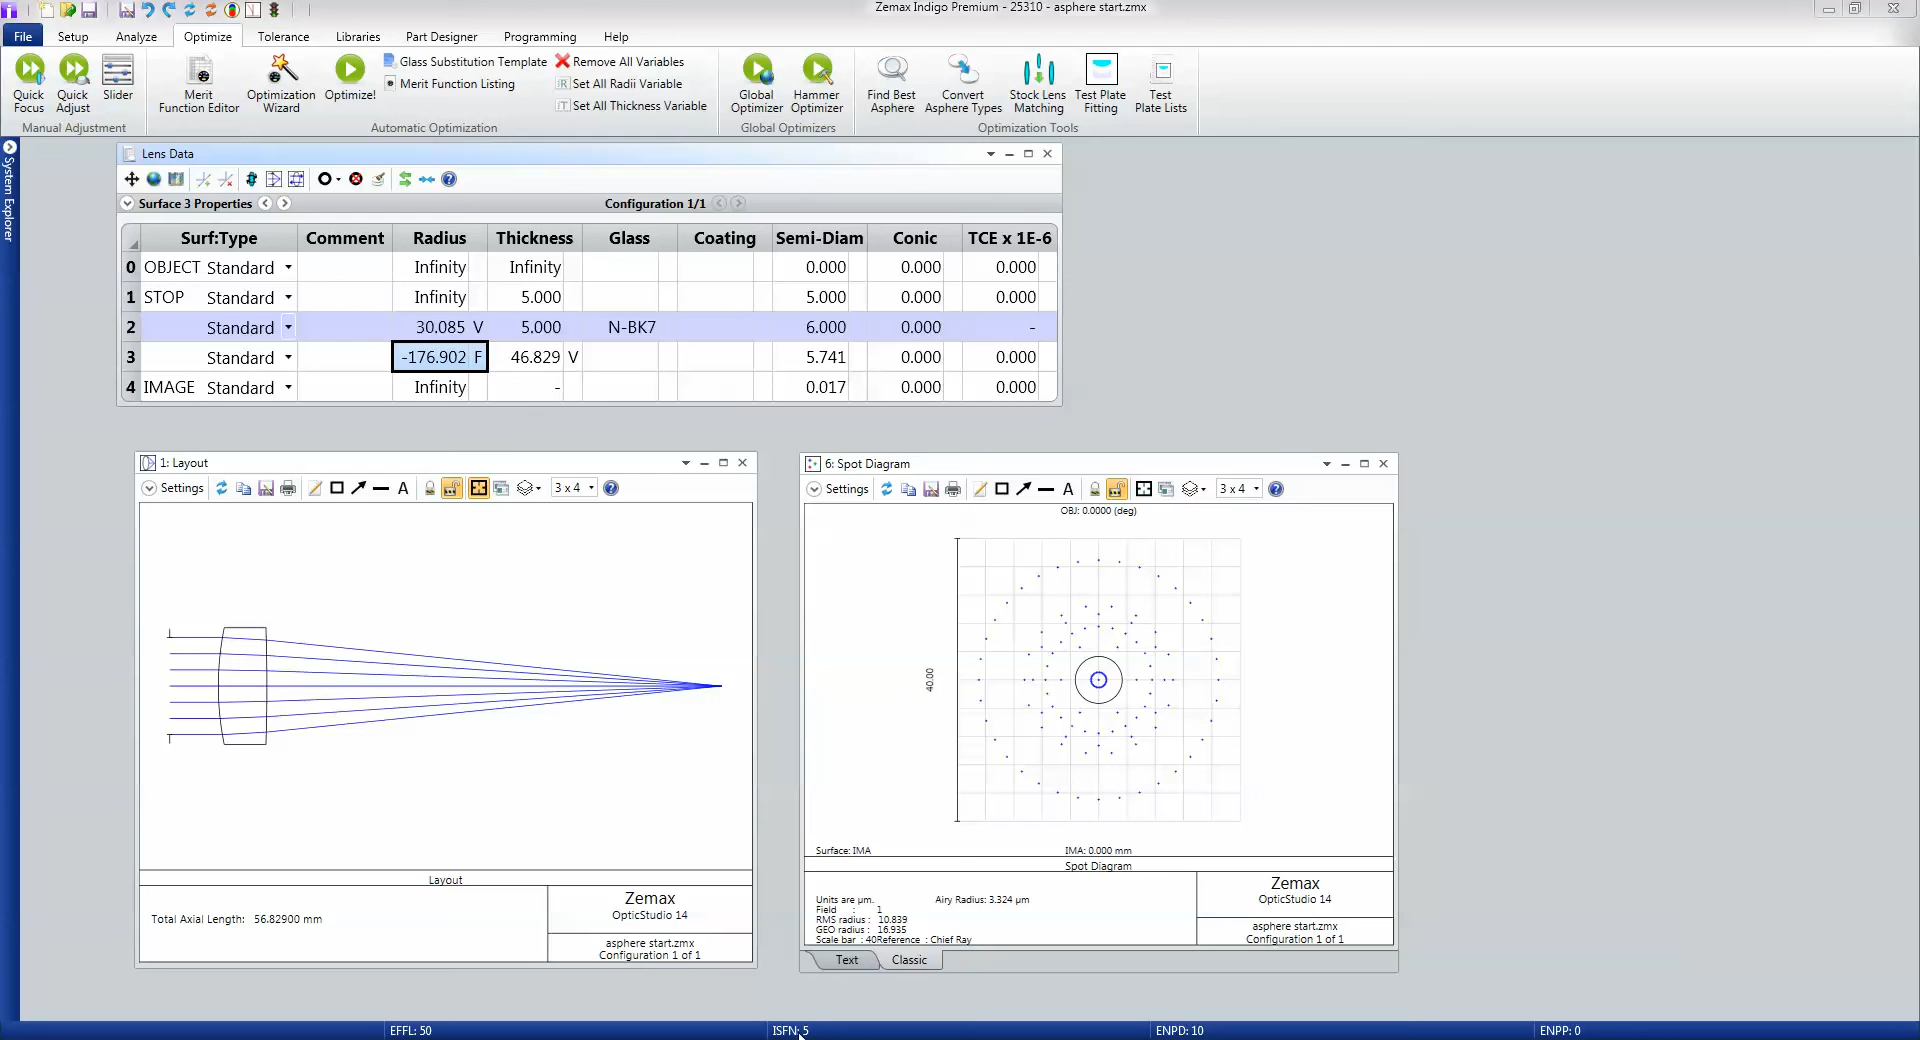 Zemax Indigo Premium - 25310 - asphere start.zmx
File Setup Analyze Optimize Tolerance Libraries Part Designer Programming Help
Quick Focus
Quick Adjust
Slider
Manual Adjustment
Merit Function Editor
Optimization Wizard
Optimize!
Glass Substitution Template
Merit Function Listing
Remove All Variables
Set All Radii Variable
Set All Thickness Variable
Automatic Optimization
Global Optimizer
Hammer Optimizer
Global Optimizers
Find Best Asphere
Convert Asphere Types
Stock Lens Matching
Test Plate Fitting
Test Plate Lists
Optimization Tools
System Explorer
Lens Data
Surface 3 Properties Configuration 1/1
Surf:Type Comment Radius Thickness Glass Coating Semi-Diam Conic TCE x 1E-6
0 OBJECT Standard Infinity Infinity 0.000 0.000 0.000
1 STOP Standard Infinity 5.000 5.000 0.000 0.000
2 Standard 30.085 V 5.000 N-BK7 6.000 0.000 -
3 Standard -176.902 F 46.829 V 5.741 0.000 0.000
4 IMAGE Standard Infinity - 0.017 0.000 0.000
1: Layout
Settings A 3 x 4
Layout
Total Axial Length: 56.82900 mm
Zemax
OpticStudio 14
asphere start.zmx
Configuration 1 of 1
6: Spot Diagram
Settings A 3 x 4
OBJ: 0.0000 (deg)
40.00
Surface: IMA
IMA: 0.000 mm
Spot Diagram
Units are µm. Airy Radius: 3.324 µm
Field : 1
RMS radius : 10.839
GEO radius : 16.935
Scale bar : 40 Reference : Chief Ray
Zemax
OpticStudio 14
asphere start.zmx
Configuration 1 of 1
Text Classic
EFFL: 50 ISFN: 5 ENPD: 10 ENPP: 0